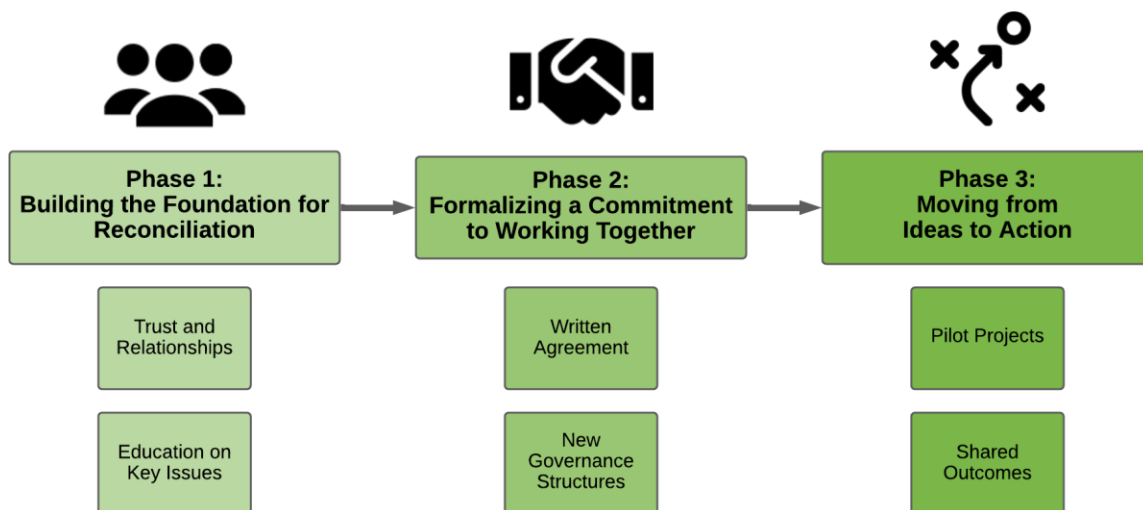 Phase 1:
Building the Foundation for
Reconciliation
Phase 2:
Formalizing a Commitment
to Working Together
Phase 3:
Moving from
Ideas to Action
Trust and
Relationships
Written
Agreement
Pilot Projects
Education on
Key Issues
New
Governance
Structures
Shared
Outcomes